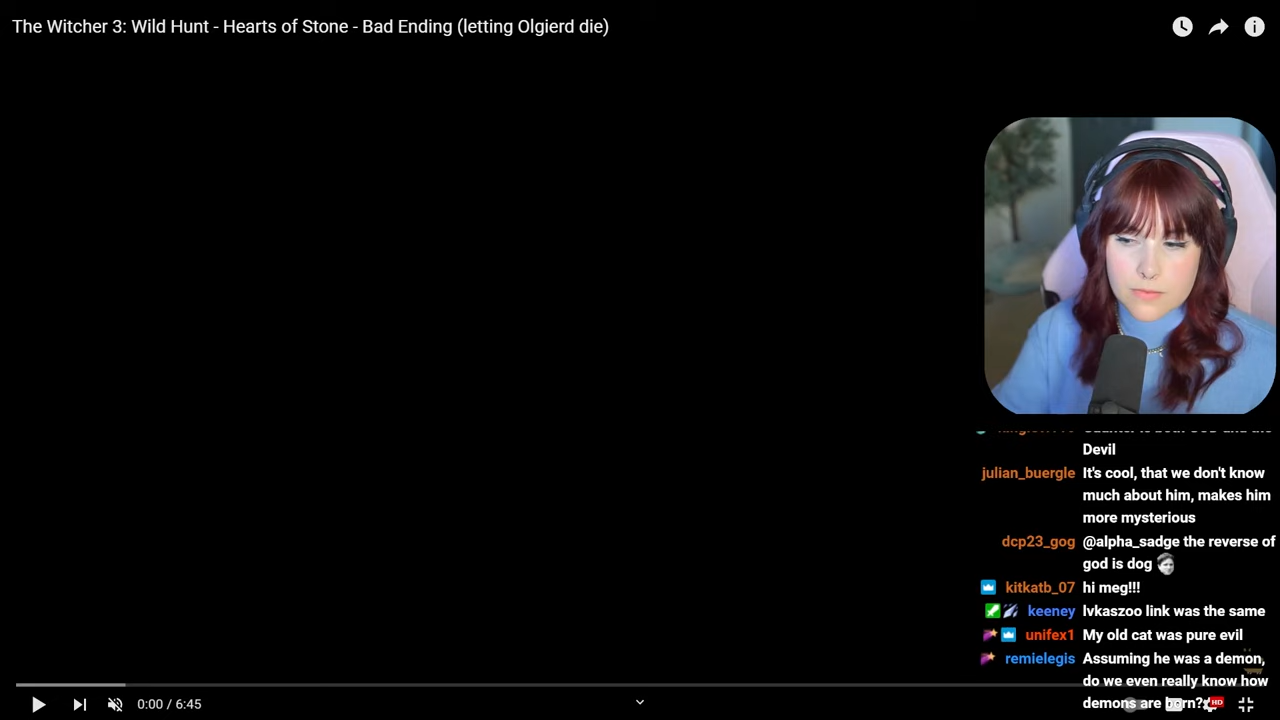 The Witcher 3: Wild Hunt - Hearts of Stone - Bad Ending (letting Olgierd die)
Devil
julian_buergle It's cool, that we don't know
much about him, makes him
more mysterious
dcp23_gog @alpha_sadge the reverse of
god is dog
kitkatb_07 hi meg!!!
keeney lvkaszoo link was the same
unifex1 My old cat was pure evil
remielegis Assuming he was a demon,
do we even really know how
demons are born?
0:00 / 6:45
HD